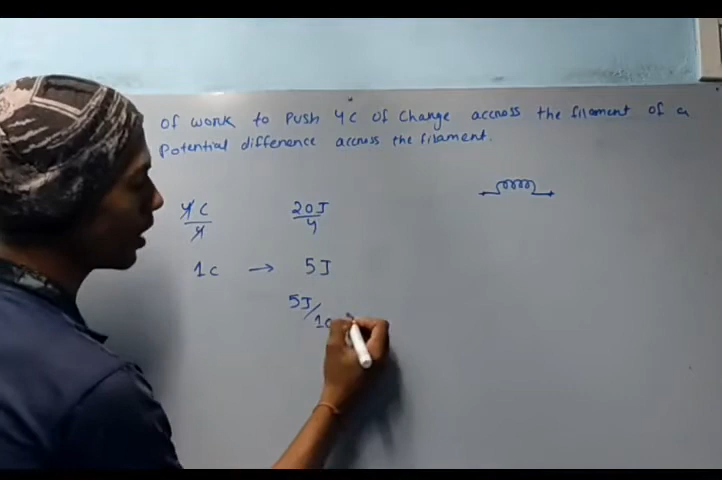 of work to Push 4C of Change accross the filament of a
Potential difference accross the filament.
4C/4 20J/4
1C → 5J
5J/1C